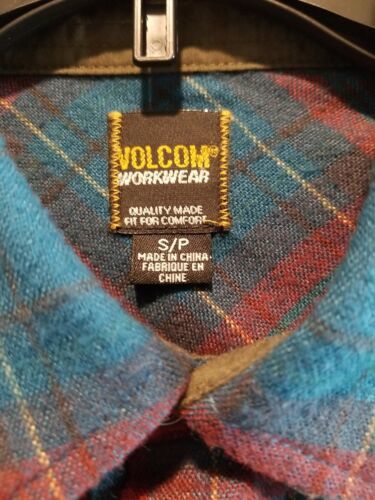 VOLCOM®
WORKWEAR
QUALITY MADE
FIT FOR COMFORT
S/P
MADE IN CHINA
FABRIQUE EN
CHINE